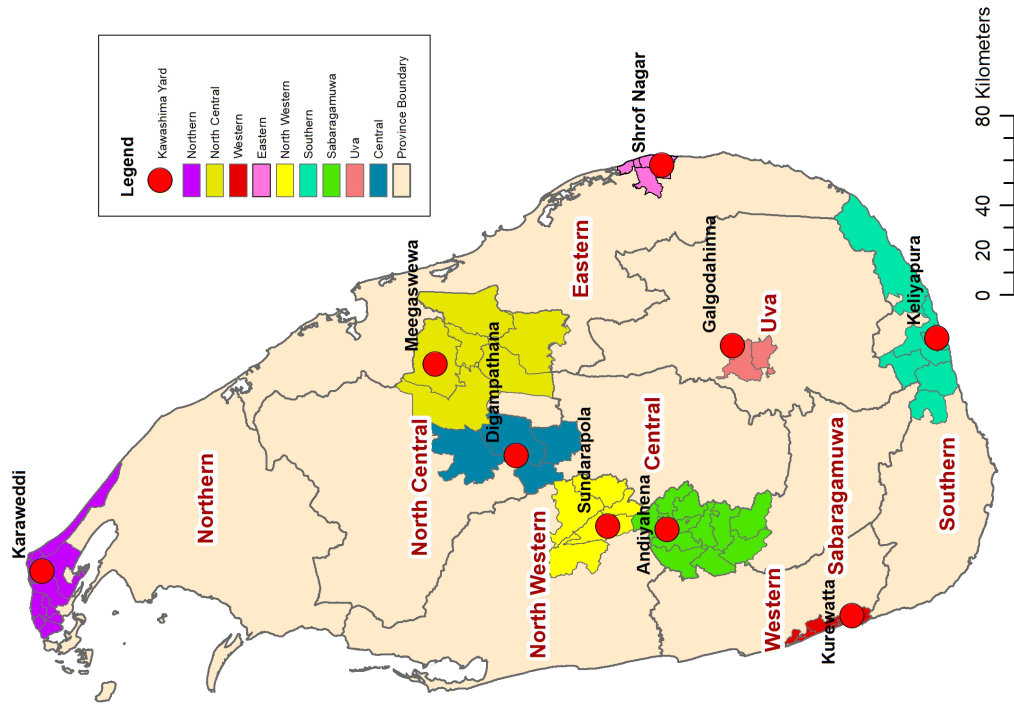 Legend
Kawashima Yard
Northern
North Central
Western
Eastern
North Western
Southern
Sabaragamuwa
Uva
Central
Province Boundary
Karaweddi
Northern
Meegaswewa
North Central
Digampathana
Eastern
Shrof Nagar
North Western
Sundarapola
Central
Andiyahena
Galgodahinna
Uva
Western
Kurewatta
Sabaragamuwa
Keliyapura
Southern
0 20 40 80 Kilometers